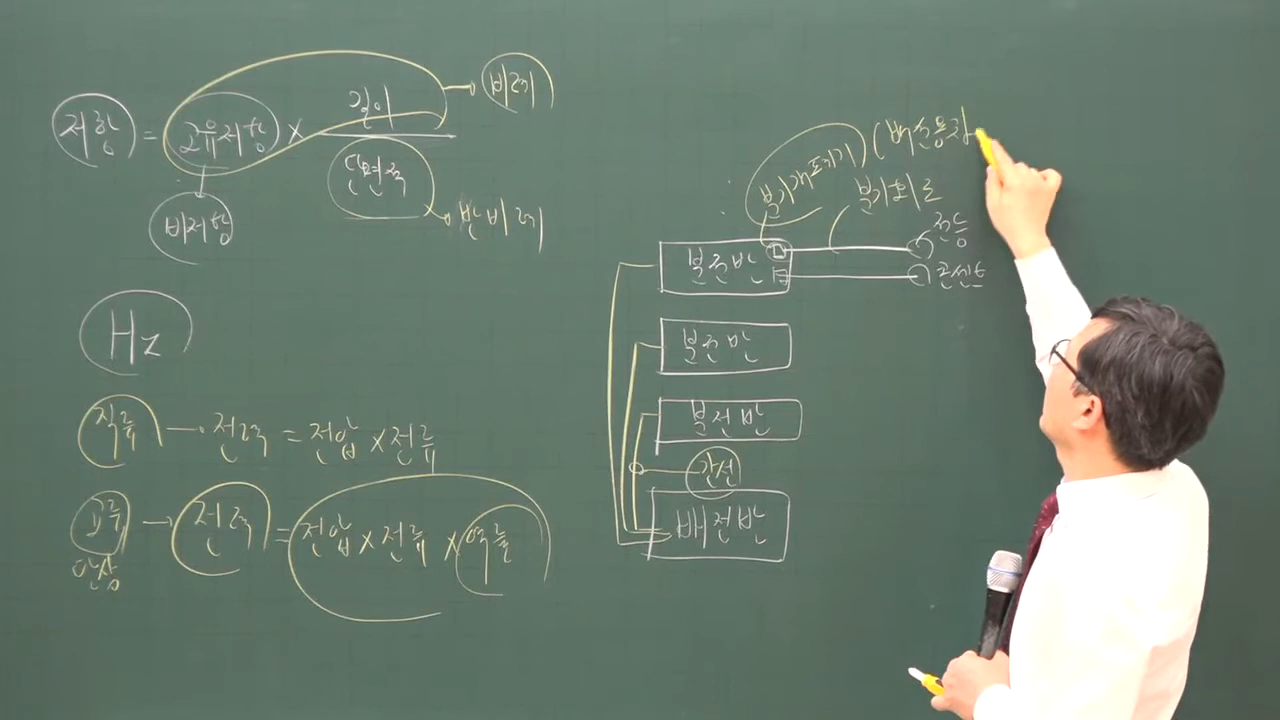 저항 = 고유저항 × 길이 / 단면적
→ 비례
→ 반비례
비저항
Hz
직류 → 전력 = 전압 × 전류
교류 → 전력 = 전압 × 전류 × 역률
단상
분기개폐기 (배선용차
분기회로
분전반
전등
콘센트
분전반
분전반
간선
배전반